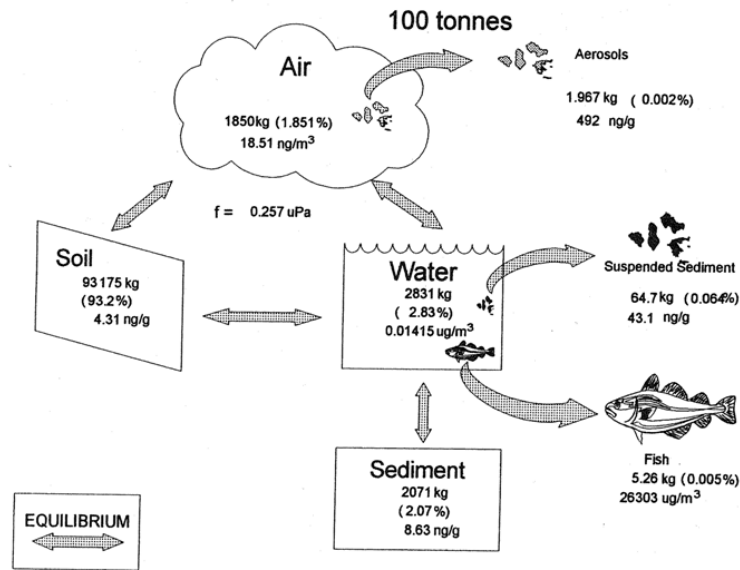 100 tonnes
Air
1850kg (1.851%)
18.51 ng/m³
Aerosols
1.967 kg ( 0.002%)
492 ng/g
f = 0.257 uPa
Soil
93175 kg
(93.2%)
4.31 ng/g
Water
2831 kg
( 2.83%)
0.01415 ug/m³
Suspended Sediment
64.7 kg (0.064%)
43.1 ng/g
Fish
5.26 kg (0.005%)
26303 ug/m³
Sediment
2071 kg
(2.07%)
8.63 ng/g
EQUILIBRIUM